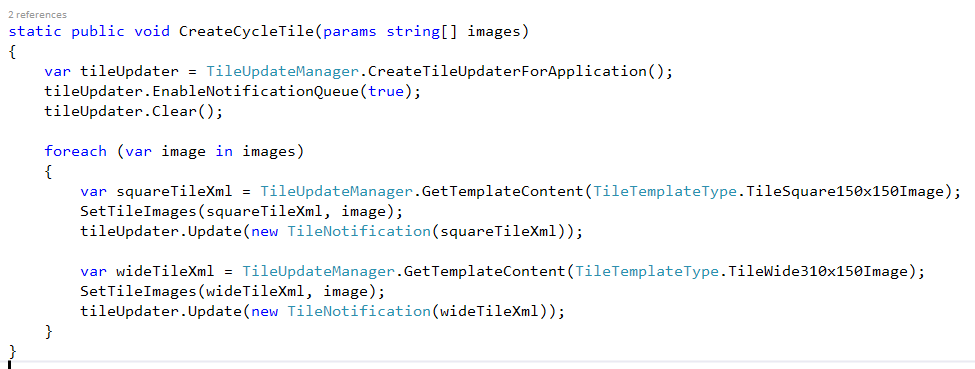 2 references
static public void CreateCycleTile(params string[] images)
{
    var tileUpdater = TileUpdateManager.CreateTileUpdaterForApplication();
    tileUpdater.EnableNotificationQueue(true);
    tileUpdater.Clear();

    foreach (var image in images)
    {
        var squareTileXml = TileUpdateManager.GetTemplateContent(TileTemplateType.TileSquare150x150Image);
        SetTileImages(squareTileXml, image);
        tileUpdater.Update(new TileNotification(squareTileXml));

        var wideTileXml = TileUpdateManager.GetTemplateContent(TileTemplateType.TileWide310x150Image);
        SetTileImages(wideTileXml, image);
        tileUpdater.Update(new TileNotification(wideTileXml));
    }
}